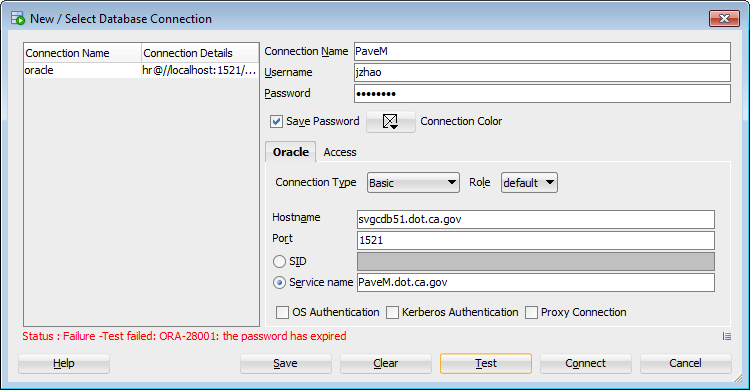 New / Select Database Connection
Connection Name Connection Details
oracle hr@//localhost:1521/...
Connection Name PaveM
Username jzhao
Password ••••••••
Save Password Connection Color
Oracle Access
Connection Type Basic Role default
Hostname svgcdb51.dot.ca.gov
Port 1521
SID
Service name PaveM.dot.ca.gov
OS Authentication Kerberos Authentication Proxy Connection
Status : Failure -Test failed: ORA-28001: the password has expired
Help Save Clear Test Connect Cancel